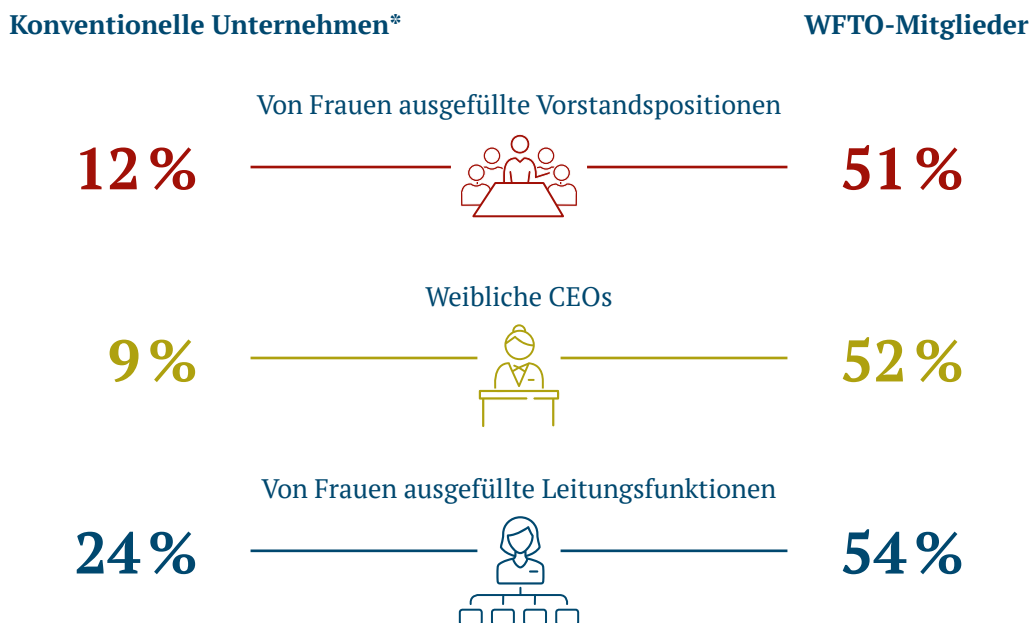 Konventionelle Unternehmen*
WFTO-Mitglieder
Von Frauen ausgefüllte Vorstandspositionen
12 %
51 %
Weibliche CEOs
9 %
52 %
Von Frauen ausgefüllte Leitungsfunktionen
24 %
54 %